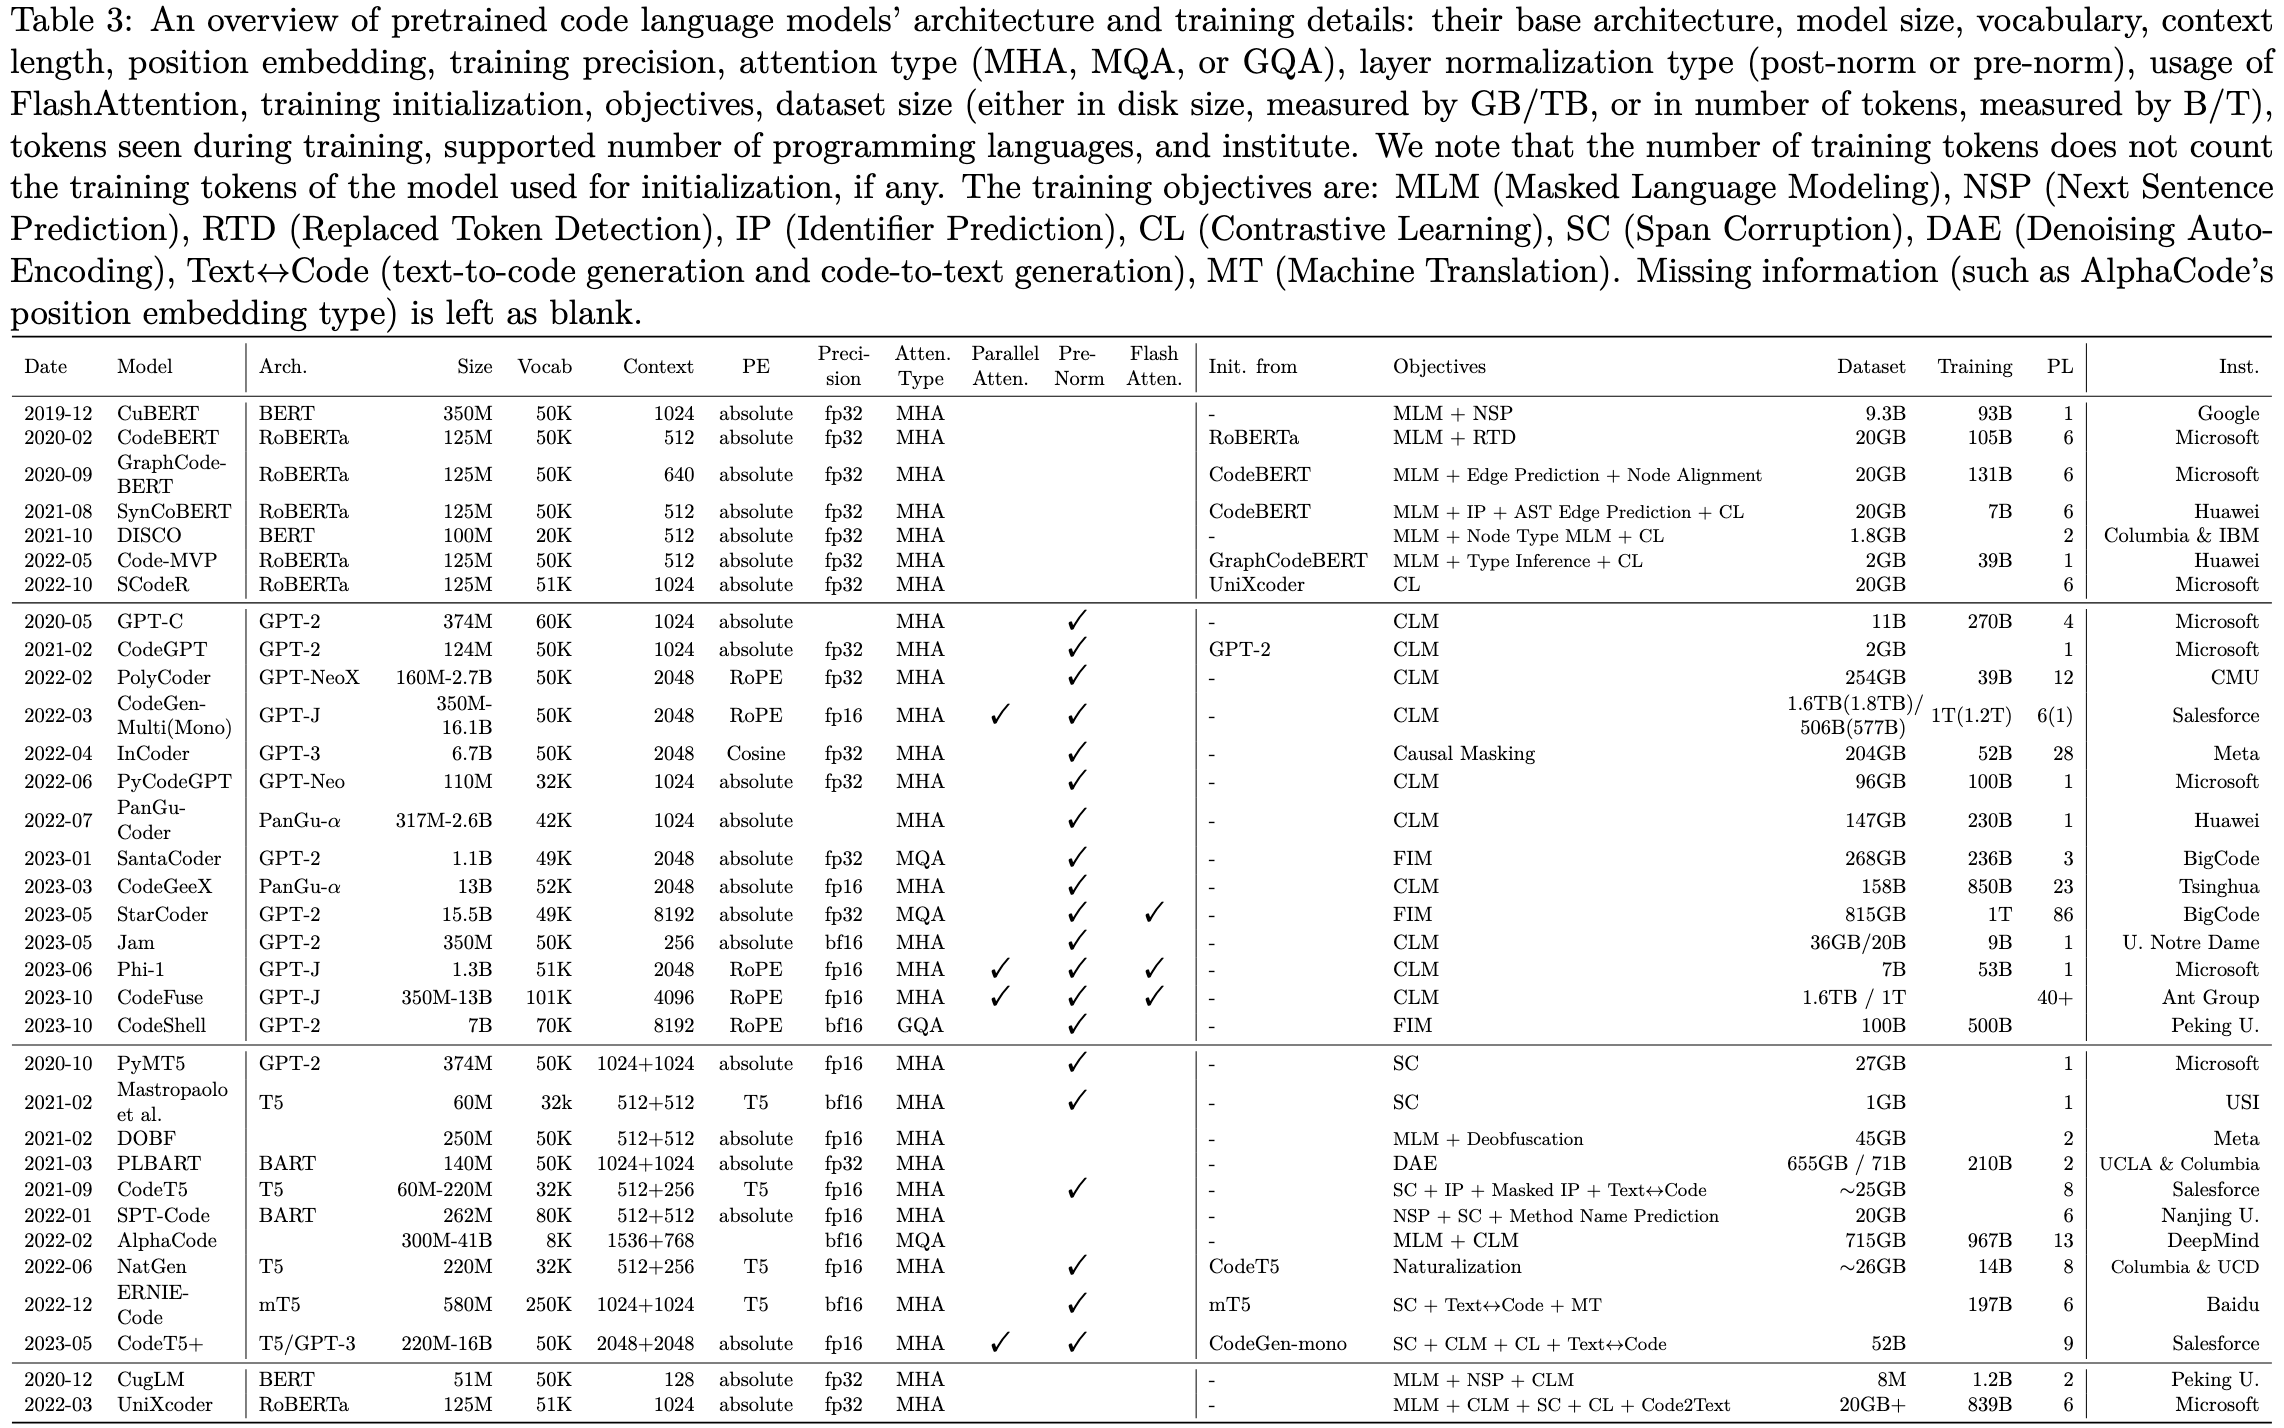 Table 3: An overview of pretrained code language models' architecture and training details: their base architecture, model size, vocabulary, context
length, position embedding, training precision, attention type (MHA, MQA, or GQA), layer normalization type (post-norm or pre-norm), usage of
FlashAttention, training initialization, objectives, dataset size (either in disk size, measured by GB/TB, or in number of tokens, measured by B/T),
tokens seen during training, supported number of programming languages, and institute. We note that the number of training tokens does not count
the training tokens of the model used for initialization, if any. The training objectives are: MLM (Masked Language Modeling), NSP (Next Sentence
Prediction), RTD (Replaced Token Detection), IP (Identifier Prediction), CL (Contrastive Learning), SC (Span Corruption), DAE (Denoising Auto-
Encoding), Text↔Code (text-to-code generation and code-to-text generation), MT (Machine Translation). Missing information (such as AlphaCode's
position embedding type) is left as blank.
Date Model Arch. Size Vocab Context PE Preci-sion Atten. Type Parallel Atten. Pre-Norm Flash Atten. Init. from Objectives Dataset Training PL Inst.
2019-12 CuBERT BERT 350M 50K 1024 absolute fp32 MHA - MLM + NSP 9.3B 93B 1 Google
2020-02 CodeBERT RoBERTa 125M 50K 512 absolute fp32 MHA RoBERTa MLM + RTD 20GB 105B 6 Microsoft
2020-09 GraphCode-BERT RoBERTa 125M 50K 640 absolute fp32 MHA CodeBERT MLM + Edge Prediction + Node Alignment 20GB 131B 6 Microsoft
2021-08 SynCoBERT RoBERTa 125M 50K 512 absolute fp32 MHA CodeBERT MLM + IP + AST Edge Prediction + CL 20GB 7B 6 Huawei
2021-10 DISCO BERT 100M 20K 512 absolute fp32 MHA - MLM + Node Type MLM + CL 1.8GB 2 Columbia & IBM
2022-05 Code-MVP RoBERTa 125M 50K 512 absolute fp32 MHA GraphCodeBERT MLM + Type Inference + CL 2GB 39B 1 Huawei
2022-10 SCodeR RoBERTa 125M 51K 1024 absolute fp32 MHA UniXcoder CL 20GB 6 Microsoft
2020-05 GPT-C GPT-2 374M 60K 1024 absolute MHA ✓ - CLM 11B 270B 4 Microsoft
2021-02 CodeGPT GPT-2 124M 50K 1024 absolute fp32 MHA ✓ GPT-2 CLM 2GB 1 Microsoft
2022-02 PolyCoder GPT-NeoX 160M-2.7B 50K 2048 RoPE fp32 MHA ✓ - CLM 254GB 39B 12 CMU
2022-03 CodeGen-Multi(Mono) GPT-J 350M-16.1B 50K 2048 RoPE fp16 MHA ✓ ✓ - CLM 1.6TB(1.8TB)/506B(577B) 1T(1.2T) 6(1) Salesforce
2022-04 InCoder GPT-3 6.7B 50K 2048 Cosine fp32 MHA ✓ - Causal Masking 204GB 52B 28 Meta
2022-06 PyCodeGPT GPT-Neo 110M 32K 1024 absolute fp32 MHA ✓ - CLM 96GB 100B 1 Microsoft
2022-07 PanGu-Coder PanGu-α 317M-2.6B 42K 1024 absolute MHA ✓ - CLM 147GB 230B 1 Huawei
2023-01 SantaCoder GPT-2 1.1B 49K 2048 absolute fp32 MQA ✓ - FIM 268GB 236B 3 BigCode
2023-03 CodeGeeX PanGu-α 13B 52K 2048 absolute fp16 MHA ✓ - CLM 158B 850B 23 Tsinghua
2023-05 StarCoder GPT-2 15.5B 49K 8192 absolute fp32 MQA ✓ ✓ - FIM 815GB 1T 86 BigCode
2023-05 Jam GPT-2 350M 50K 256 absolute bf16 MHA ✓ - CLM 36GB/20B 9B 1 U. Notre Dame
2023-06 Phi-1 GPT-J 1.3B 51K 2048 RoPE fp16 MHA ✓ ✓ ✓ - CLM 7B 53B 1 Microsoft
2023-10 CodeFuse GPT-J 350M-13B 101K 4096 RoPE fp16 MHA ✓ ✓ ✓ - CLM 1.6TB / 1T 40+ Ant Group
2023-10 CodeShell GPT-2 7B 70K 8192 RoPE bf16 GQA ✓ - FIM 100B 500B Peking U.
2020-10 PyMT5 GPT-2 374M 50K 1024+1024 absolute fp16 MHA ✓ - SC 27GB 1 Microsoft
2021-02 Mastropaolo et al. T5 60M 32k 512+512 T5 bf16 MHA ✓ - SC 1GB 1 USI
2021-02 DOBF 250M 50K 512+512 absolute fp16 MHA - MLM + Deobfuscation 45GB 2 Meta
2021-03 PLBART BART 140M 50K 1024+1024 absolute fp32 MHA - DAE 655GB / 71B 210B 2 UCLA & Columbia
2021-09 CodeT5 T5 60M-220M 32K 512+256 T5 fp16 MHA ✓ - SC + IP + Masked IP + Text↔Code ~25GB 8 Salesforce
2022-01 SPT-Code BART 262M 80K 512+512 absolute fp16 MHA - NSP + SC + Method Name Prediction 20GB 6 Nanjing U.
2022-02 AlphaCode 300M-41B 8K 1536+768 bf16 MQA - MLM + CLM 715GB 967B 13 DeepMind
2022-06 NatGen T5 220M 32K 512+256 T5 fp16 MHA ✓ CodeT5 Naturalization ~26GB 14B 8 Columbia & UCD
2022-12 ERNIE-Code mT5 580M 250K 1024+1024 T5 bf16 MHA ✓ mT5 SC + Text↔Code + MT 197B 6 Baidu
2023-05 CodeT5+ T5/GPT-3 220M-16B 50K 2048+2048 absolute fp16 MHA ✓ ✓ CodeGen-mono SC + CLM + CL + Text↔Code 52B 9 Salesforce
2020-12 CugLM BERT 51M 50K 128 absolute fp32 MHA - MLM + NSP + CLM 8M 1.2B 2 Peking U.
2022-03 UniXcoder RoBERTa 125M 51K 1024 absolute fp32 MHA - MLM + CLM + SC + CL + Code2Text 20GB+ 839B 6 Microsoft